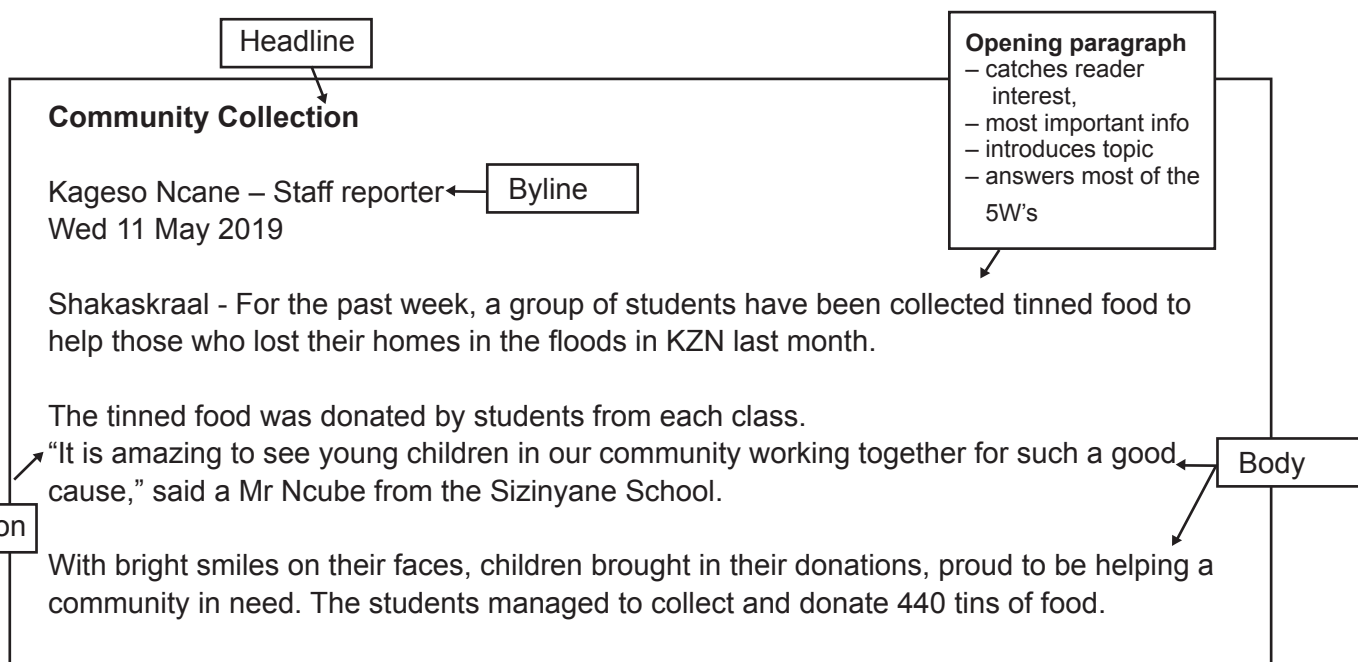 Headline
Opening paragraph
– catches reader
interest,
– most important info
– introduces topic
– answers most of the
5W's
Community Collection
Kageso Ncane – Staff reporter
Byline
Wed 11 May 2019
Shakaskraal - For the past week, a group of students have been collected tinned food to
help those who lost their homes in the floods in KZN last month.
The tinned food was donated by students from each class.
“It is amazing to see young children in our community working together for such a good
cause,” said a Mr Ncube from the Sizinyane School.
Body
on
With bright smiles on their faces, children brought in their donations, proud to be helping a
community in need. The students managed to collect and donate 440 tins of food.